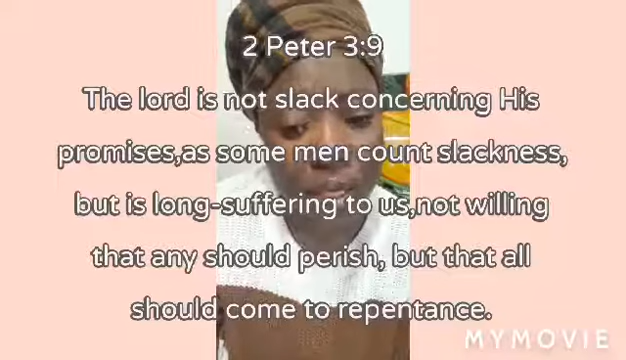 2 Peter 3:9
The lord is not slack concerning His
promises,as some men count slackness,
but is long-suffering to us,not willing
that any should perish, but that all
should come to repentance.
MYMOVIE